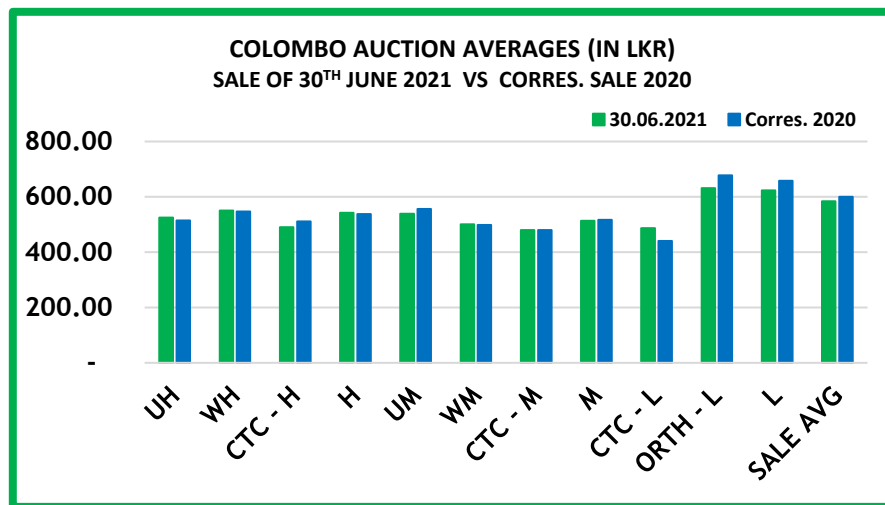 COLOMBO AUCTION AVERAGES (IN LKR)
SALE OF 30TH JUNE 2021 VS CORRES. SALE 2020
30.06.2021 Corres. 2020
800.00
600.00
400.00
200.00
-
UH WH CTC - H H UM WM CTC - M M CTC - L ORTH - L L SALE AVG